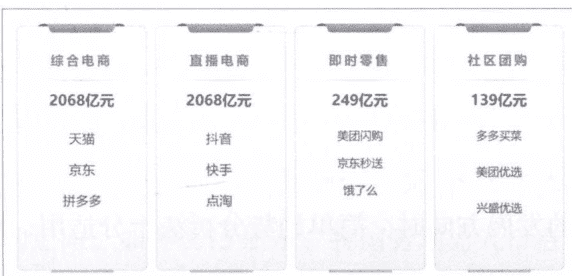 综合电商
2068亿元
天猫
京东
拼多多
直播电商
2068亿元
抖音
快手
点淘
即时零售
249亿元
美团闪购
京东秒送
饿了么
社区团购
139亿元
多多买菜
美团优选
兴盛优选